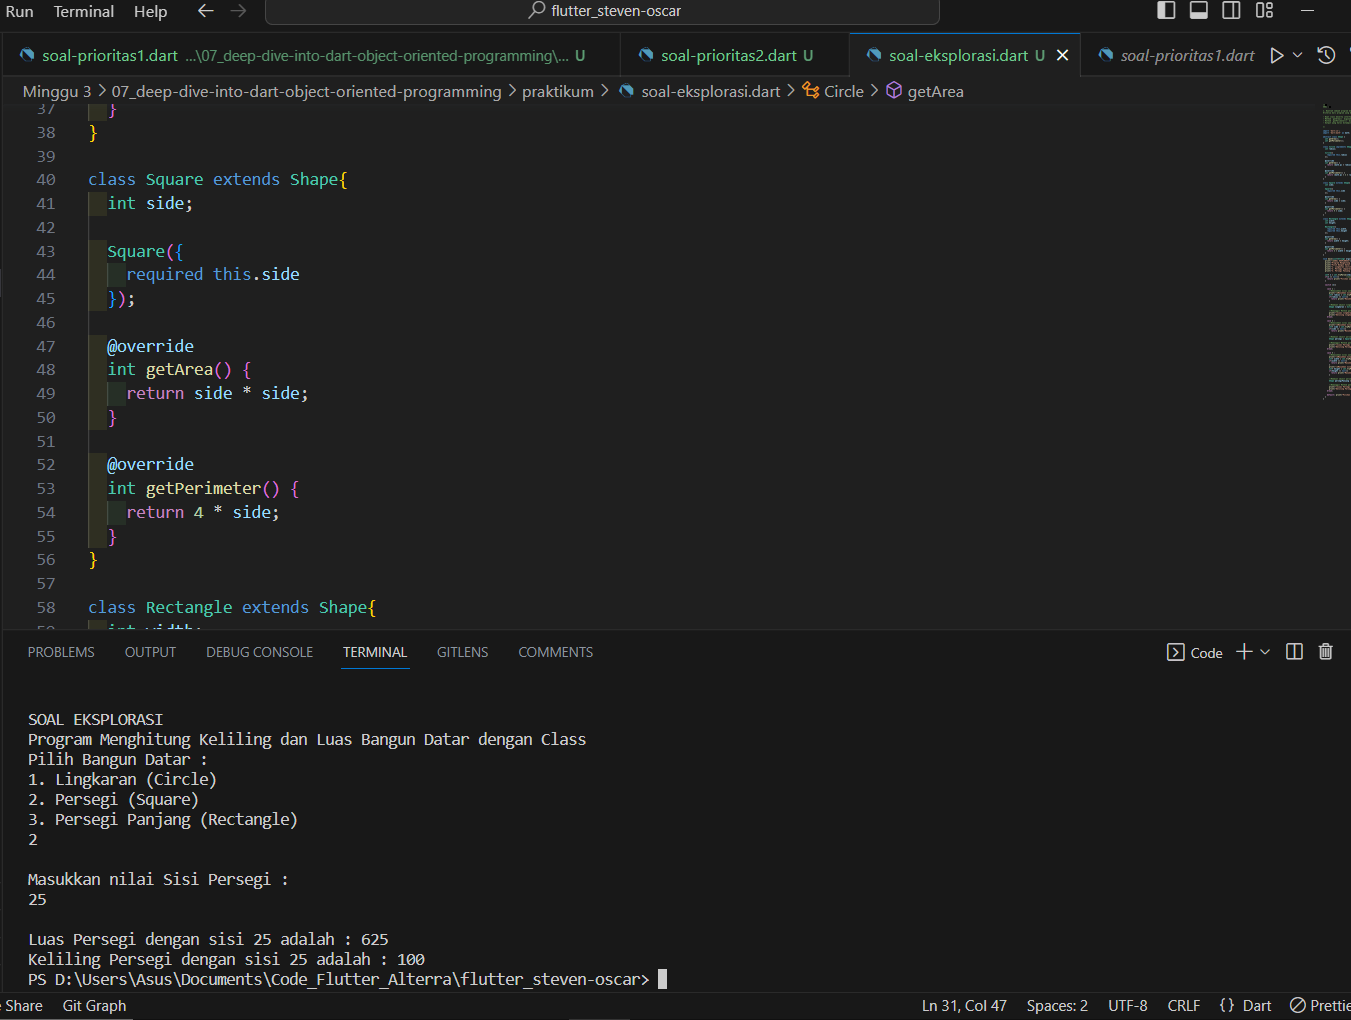 Run Terminal Help flutter_steven-oscar
soal-prioritas1.dart ...\07_deep-dive-into-dart-object-oriented-programming\... U soal-prioritas2.dart U soal-eksplorasi.dart U soal-prioritas1.dart
Minggu 3 > 07_deep-dive-into-dart-object-oriented-programming > praktikum > soal-eksplorasi.dart > Circle > getArea
37 }
38 }
39
40 class Square extends Shape{
41 int side;
42
43 Square({
44 required this.side
45 });
46
47 @override
48 int getArea() {
49 return side * side;
50 }
51
52 @override
53 int getPerimeter() {
54 return 4 * side;
55 }
56 }
57
58 class Rectangle extends Shape{
59 int width;
PROBLEMS OUTPUT DEBUG CONSOLE TERMINAL GITLENS COMMENTS Code
SOAL EKSPLORASI
Program Menghitung Keliling dan Luas Bangun Datar dengan Class
Pilih Bangun Datar :
1. Lingkaran (Circle)
2. Persegi (Square)
3. Persegi Panjang (Rectangle)
2
Masukkan nilai Sisi Persegi :
25
Luas Persegi dengan sisi 25 adalah : 625
Keliling Persegi dengan sisi 25 adalah : 100
PS D:\Users\Asus\Documents\Code_Flutter_Alterra\flutter_steven-oscar>
Share Git Graph Ln 31, Col 47 Spaces: 2 UTF-8 CRLF {} Dart Prettie